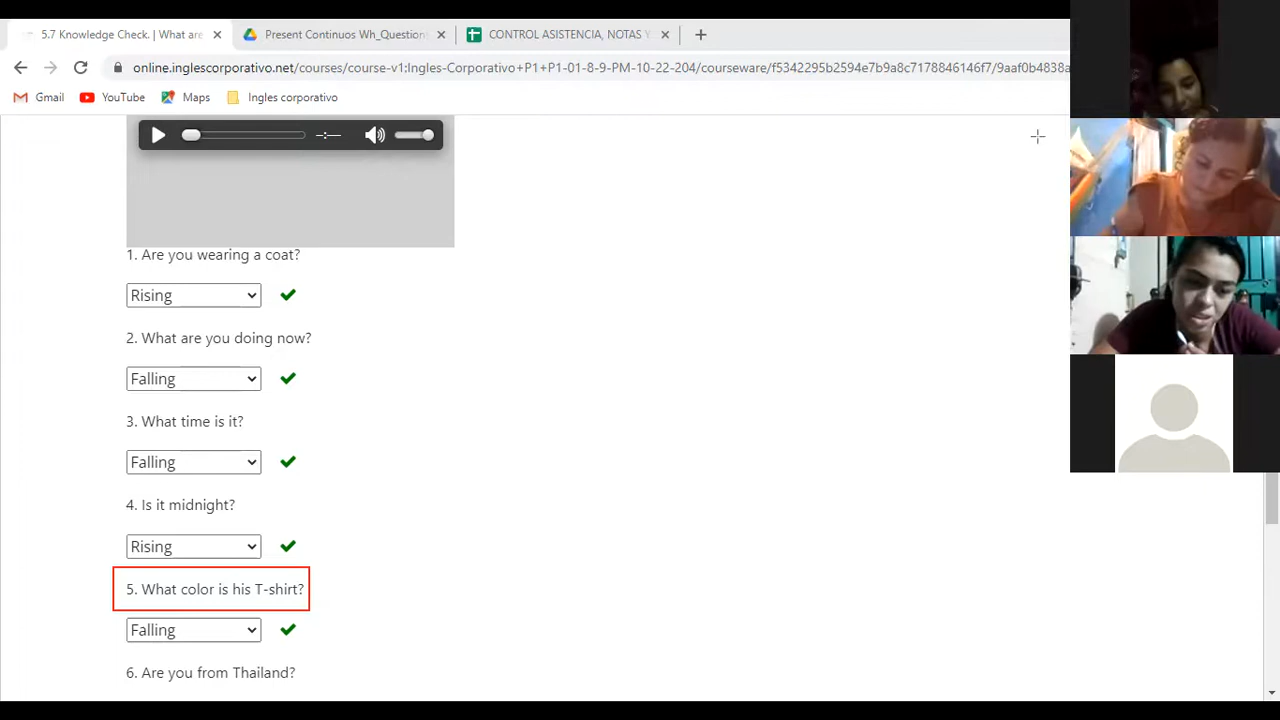 5.7 Knowledge Check. | What are
Present Continuos Wh_Question
CONTROL ASISTENCIA, NOTAS Y
online.inglescorporativo.net/courses/course-v1:Ingles-Corporativo+P1+P1-01-8-9-PM-10-22-204/courseware/f5342295b2594e7b9a8c7178846146f7/9aaf0b4838a
Gmail
YouTube
Maps
Ingles corporativo
-:--
1. Are you wearing a coat?
Rising
2. What are you doing now?
Falling
3. What time is it?
Falling
4. Is it midnight?
Rising
5. What color is his T-shirt?
Falling
6. Are you from Thailand?